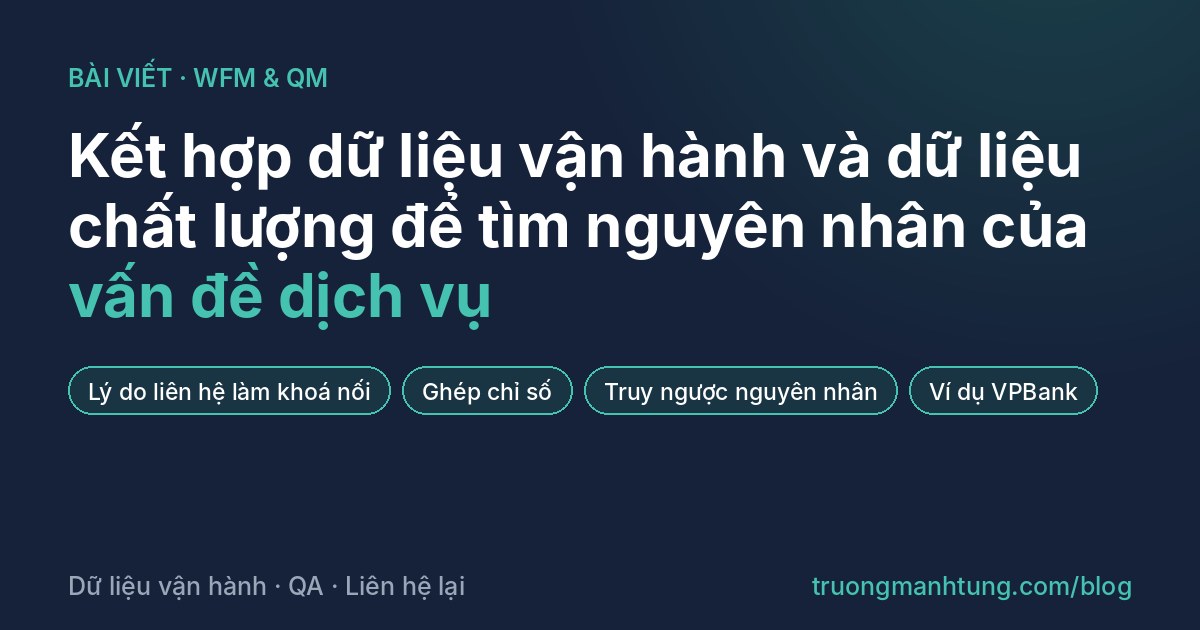 BÀI VIẾT · WFM & QM
Kết hợp dữ liệu vận hành và dữ liệu
chất lượng để tìm nguyên nhân của
vấn đề dịch vụ
Lý do liên hệ làm khoá nối
Ghép chỉ số
Truy ngược nguyên nhân
Ví dụ VPBank
Dữ liệu vận hành · QA · Liên hệ lại
truongmanhtung.com/blog